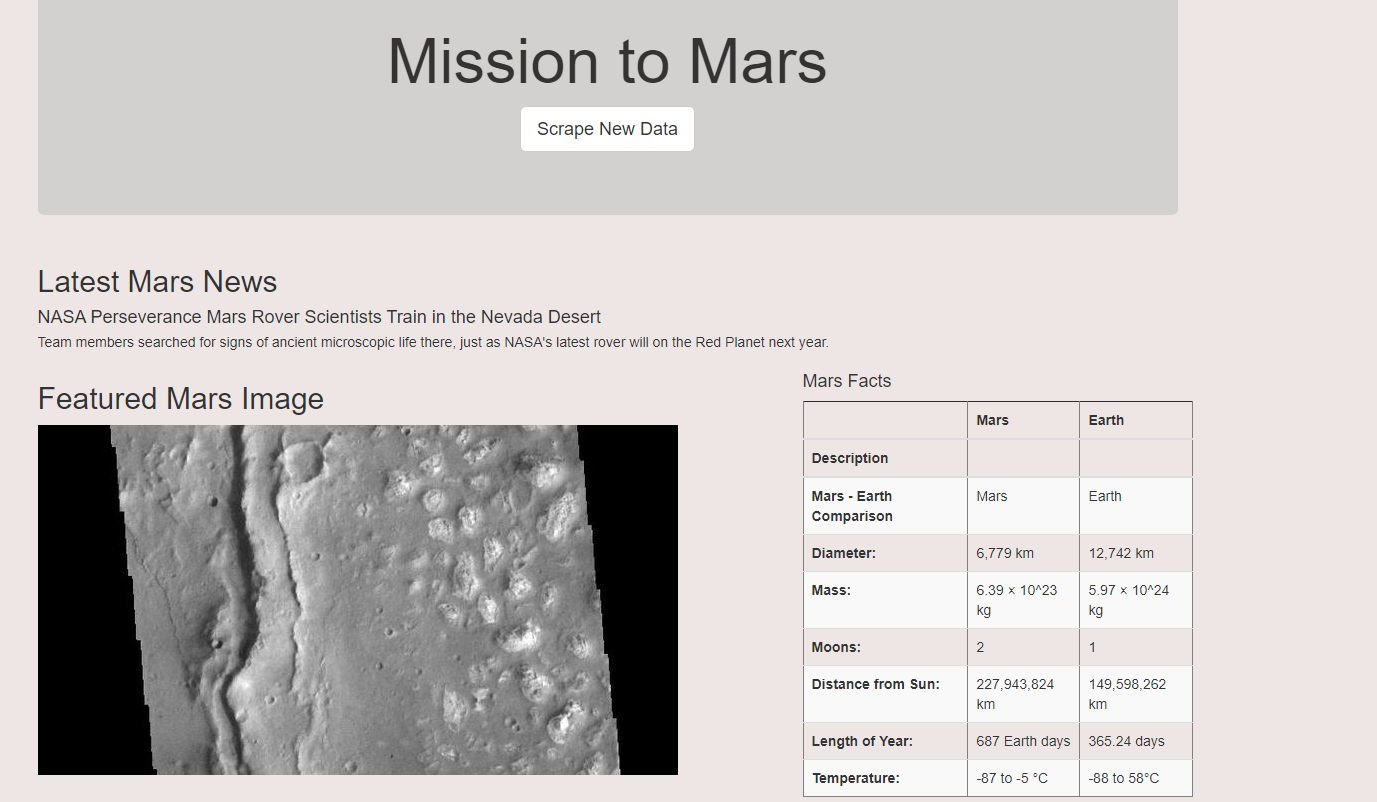 Mission to Mars
Scrape New Data
Latest Mars News
NASA Perseverance Mars Rover Scientists Train in the Nevada Desert
Team members searched for signs of ancient microscopic life there, just as NASA's latest rover will on the Red Planet next year.
Featured Mars Image
Mars Facts
Mars Earth
Description
Mars - Earth Comparison Mars Earth
Diameter: 6,779 km 12,742 km
Mass: 6.39 × 10^23 kg 5.97 × 10^24 kg
Moons: 2 1
Distance from Sun: 227,943,824 km 149,598,262 km
Length of Year: 687 Earth days 365.24 days
Temperature: -87 to -5 °C -88 to 58°C